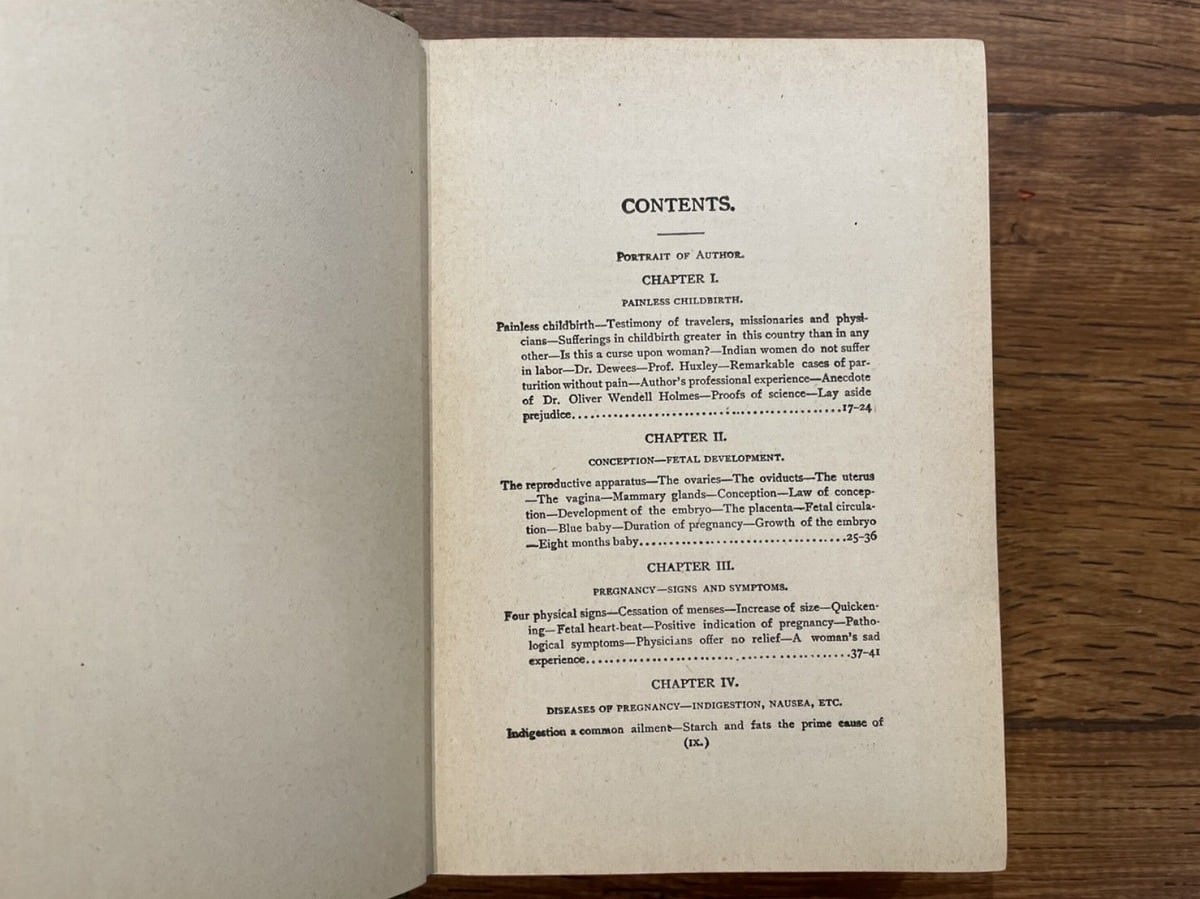 CONTENTS.
PORTRAIT OF AUTHOR.
CHAPTER I.
PAINLESS CHILDBIRTH.
Painless childbirth—Testimony of travelers, missionaries and physi-
cians—Sufferings in childbirth greater in this country than in any
other—Is this a curse upon woman?—Indian women do not suffer
in labor—Dr. Dewees—Prof. Huxley—Remarkable cases of par-
turition without pain—Author's professional experience—Anecdote
of Dr. Oliver Wendell Holmes—Proofs of science—Lay aside
prejudice........................................17-24
CHAPTER II.
CONCEPTION—FETAL DEVELOPMENT.
The reproductive apparatus—The ovaries—The oviducts—The uterus
—The vagina—Mammary glands—Conception—Law of concep-
tion—Development of the embryo—The placenta—Fetal circula-
tion—Blue baby—Duration of pregnancy—Growth of the embryo
—Eight months baby...............................25-36
CHAPTER III.
PREGNANCY—SIGNS AND SYMPTOMS.
Four physical signs—Cessation of menses—Increase of size—Quicken-
ing—Fetal heart-beat—Positive indication of pregnancy—Patho-
logical symptoms—Physicians offer no relief—A woman's sad
experience.......................................37-41
CHAPTER IV.
DISEASES OF PREGNANCY—INDIGESTION, NAUSEA, ETC.
Indigestion a common ailment—Starch and fats the prime cause of
(IX.)